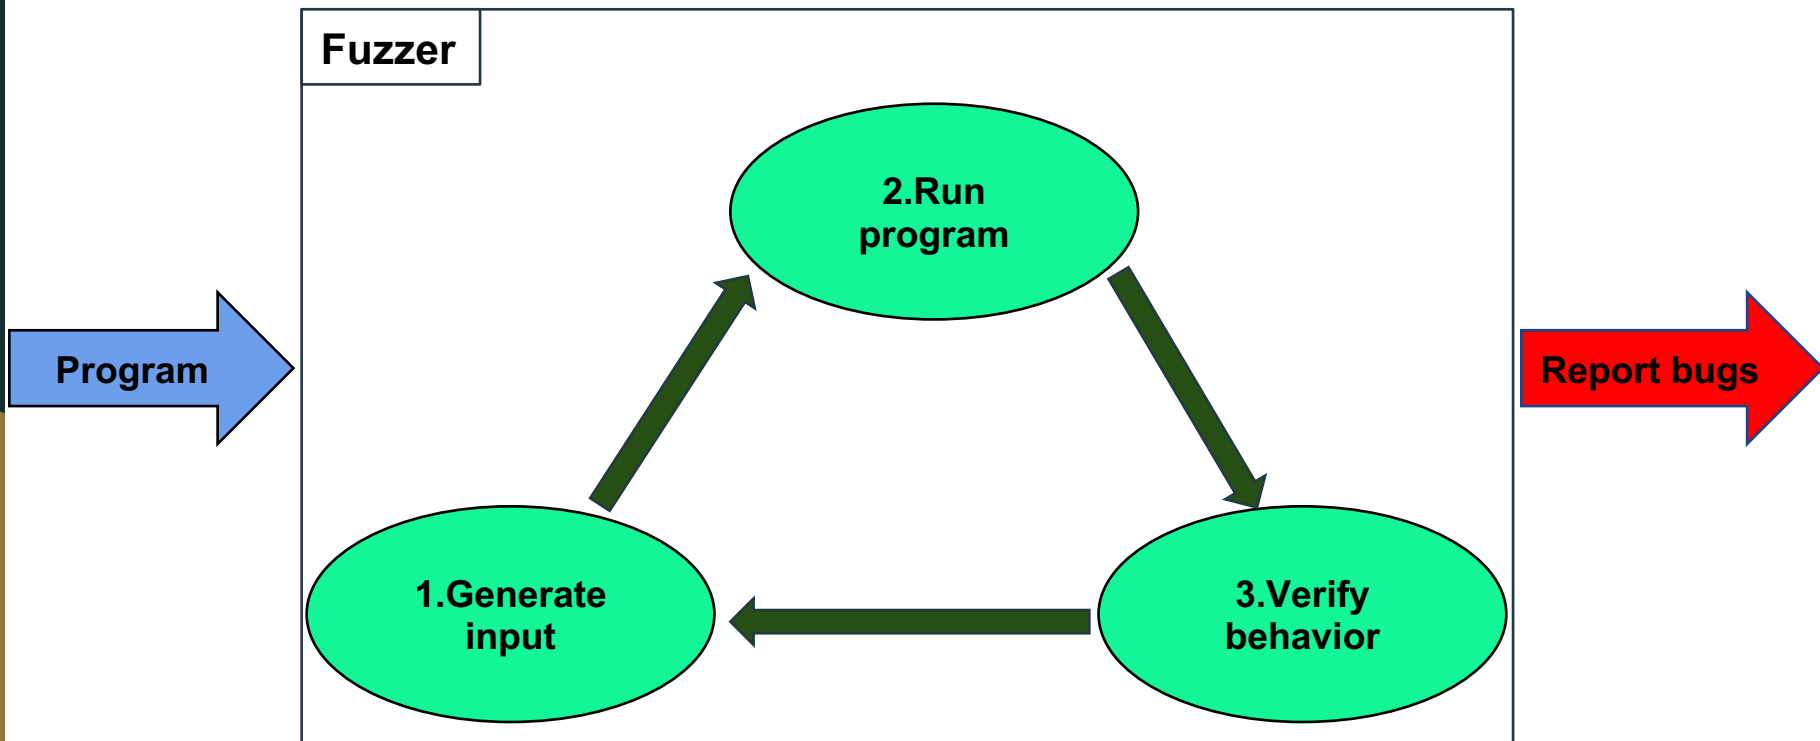 Fuzzer
2.Run
program
Program
Report bugs
1.Generate
input
3.Verify
behavior